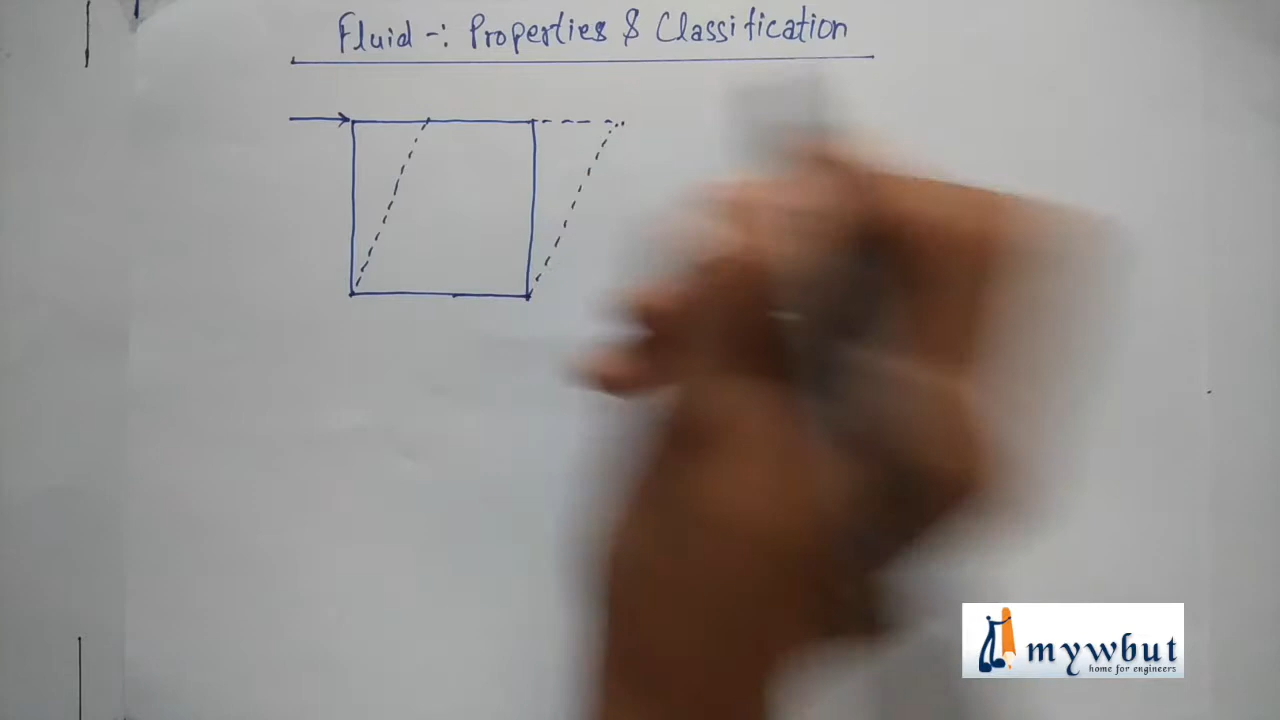 Fluid -: Properties & Classification
mywbut
home for engineers